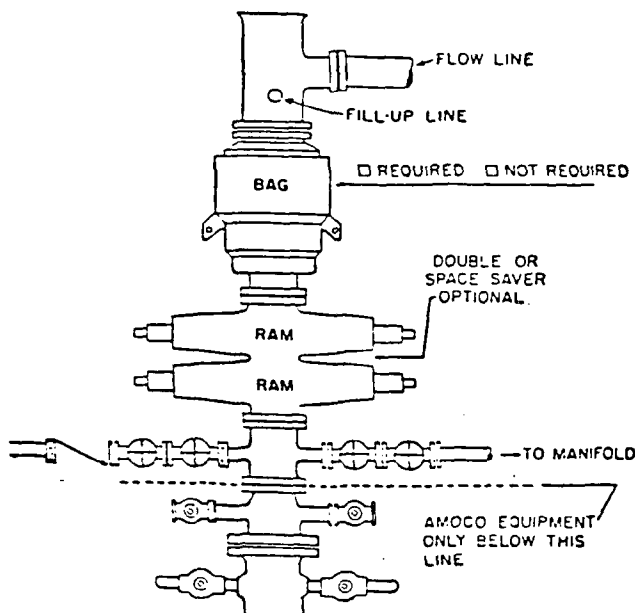 FLOW LINE
FILL-UP LINE
BAG
□ REQUIRED □ NOT REQUIRED
DOUBLE OR
SPACE SAVER
OPTIONAL.
RAM
RAM
TO MANIFOLD
AMOCO EQUIPMENT
ONLY BELOW THIS
LINE